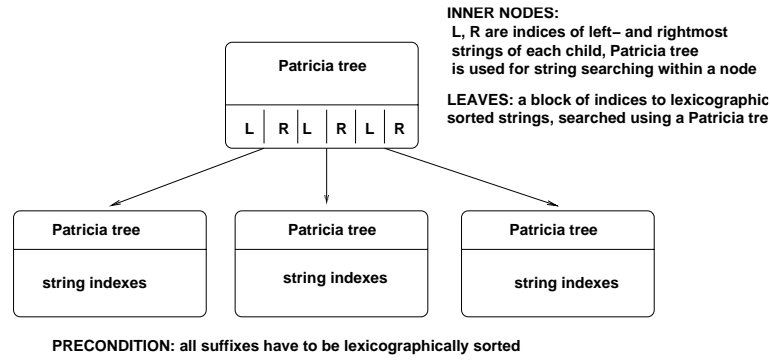 INNER NODES:
L, R are indices of left– and rightmost
strings of each child, Patricia tree
is used for string searching within a node
LEAVES: a block of indices to lexicographic
sorted strings, searched using a Patricia tre
Patricia tree
L R L R L R
Patricia tree
string indexes
Patricia tree
string indexes
Patricia tree
string indexes
PRECONDITION: all suffixes have to be lexicographically sorted